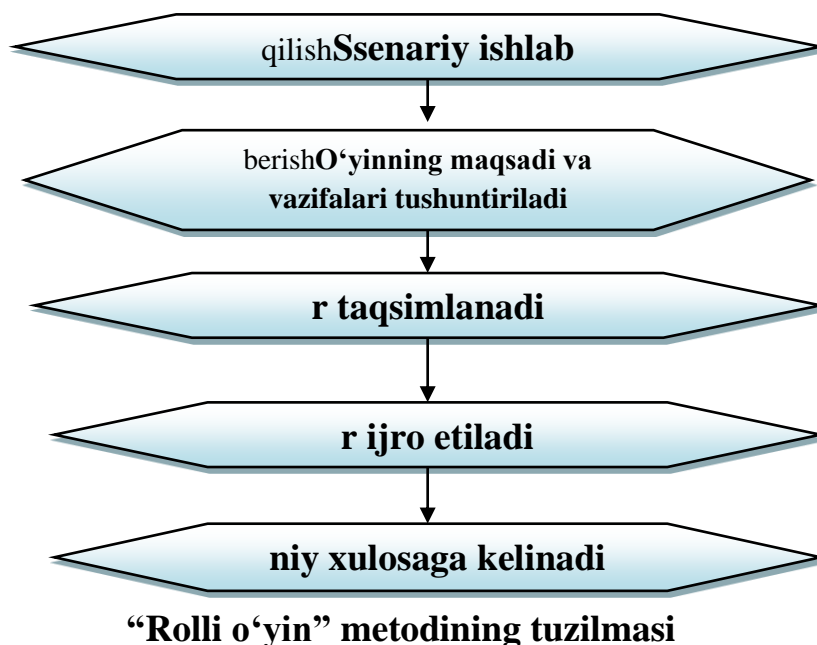 qilishSsenariy ishlab
berishO‘yinning maqsadi va
vazifalari tushuntiriladi
r taqsimlanadi
r ijro etiladi
niy xulosaga kelinadi
“Rolli o‘yin” metodining tuzilmasi